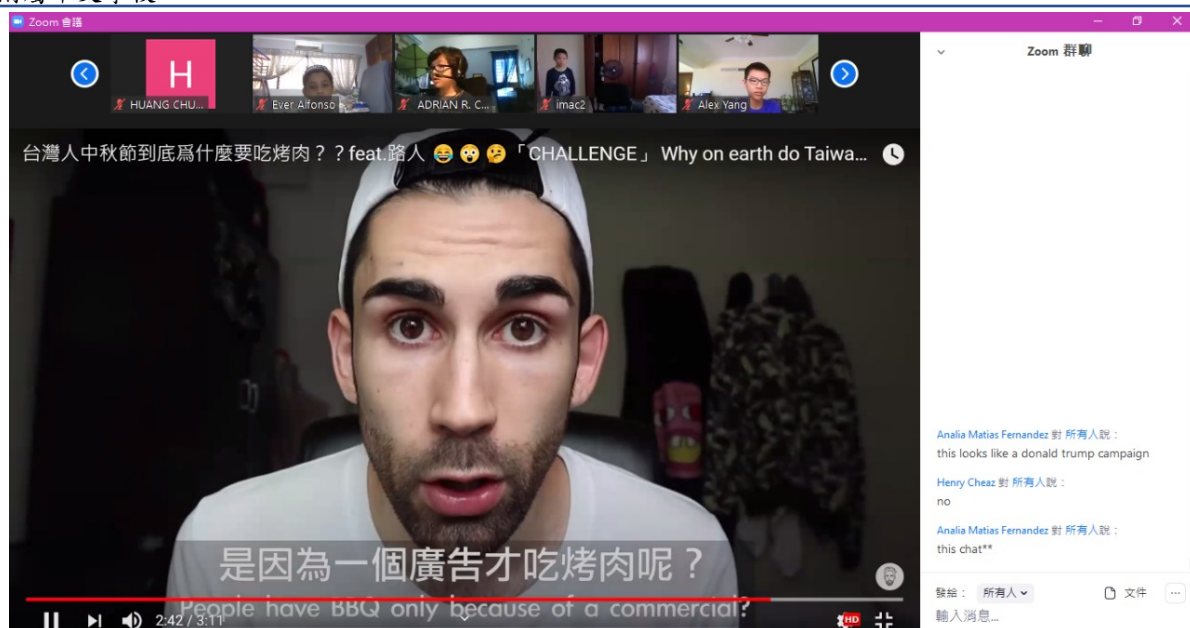 Zoom 會議
H
HUANG CHU...
Ever Alfonso
ADRIAN R. C...
imac2
Alex Yang
台灣人中秋節到底爲什麼要吃烤肉？？feat.路人 😂😲🤔「CHALLENGE」Why on earth do Taiwa...
是因為一個廣告才吃烤肉呢？
People have BBQ only because of a commercial?
2:42 / 3:11
HD
Zoom 群聊
Analia Matias Fernandez 對 所有人說：
this looks like a donald trump campaign
Henry Cheaz 對 所有人說：
no
Analia Matias Fernandez 對 所有人說：
this chat**
發給： 所有人
文件
輸入消息...